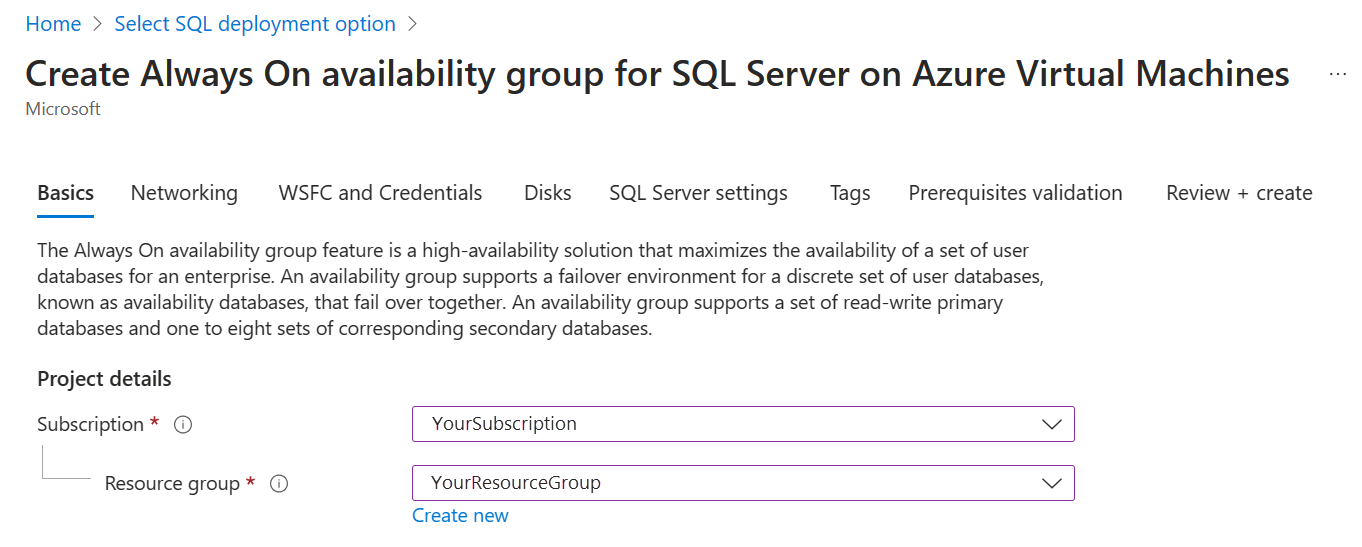 Home > Select SQL deployment option >
Create Always On availability group for SQL Server on Azure Virtual Machines ...
Microsoft
Basics Networking WSFC and Credentials Disks SQL Server settings Tags Prerequisites validation Review + create
The Always On availability group feature is a high-availability solution that maximizes the availability of a set of user
databases for an enterprise. An availability group supports a failover environment for a discrete set of user databases,
known as availability databases, that fail over together. An availability group supports a set of read-write primary
databases and one to eight sets of corresponding secondary databases.
Project details
Subscription * YourSubscription
Resource group * YourResourceGroup
Create new